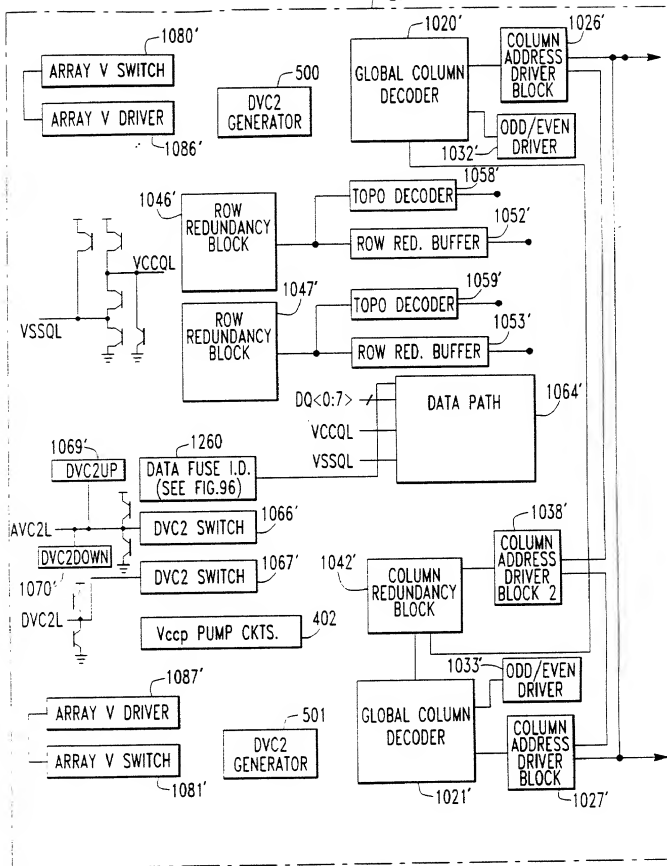 1080'
ARRAY V SWITCH
ARRAY V DRIVER
1086'
500
DVC2
GENERATOR
1020'
GLOBAL COLUMN
DECODER
1026'
COLUMN
ADDRESS
DRIVER
BLOCK
ODD/EVEN
DRIVER
1032'
1046'
ROW
REDUNDANCY
BLOCK
1058'
TOPO DECODER
1052'
ROW RED. BUFFER
VCCQL
VSSQL
1047'
ROW
REDUNDANCY
BLOCK
1059'
TOPO DECODER
1053'
ROW RED. BUFFER
DQ<0:7>
VCCQL
VSSQL
DATA PATH
1064'
1069'
DVC2UP
1260
DATA FUSE I.D.
(SEE FIG.96)
AVC2L
1066'
DVC2 SWITCH
DVC2DOWN
1070'
1067'
DVC2 SWITCH
DVC2L
Vccp PUMP CKTS.
402
1038'
COLUMN
ADDRESS
DRIVER
BLOCK 2
1042'
COLUMN
REDUNDANCY
BLOCK
1033'
ODD/EVEN
DRIVER
1087'
ARRAY V DRIVER
ARRAY V SWITCH
1081'
501
DVC2
GENERATOR
GLOBAL COLUMN
DECODER
1021'
COLUMN
ADDRESS
DRIVER
BLOCK
1027'